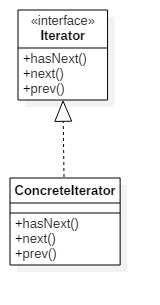 «interface»
Iterator
+hasNext()
+next()
+prev()
ConcreteIterator
+hasNext()
+next()
+prev()